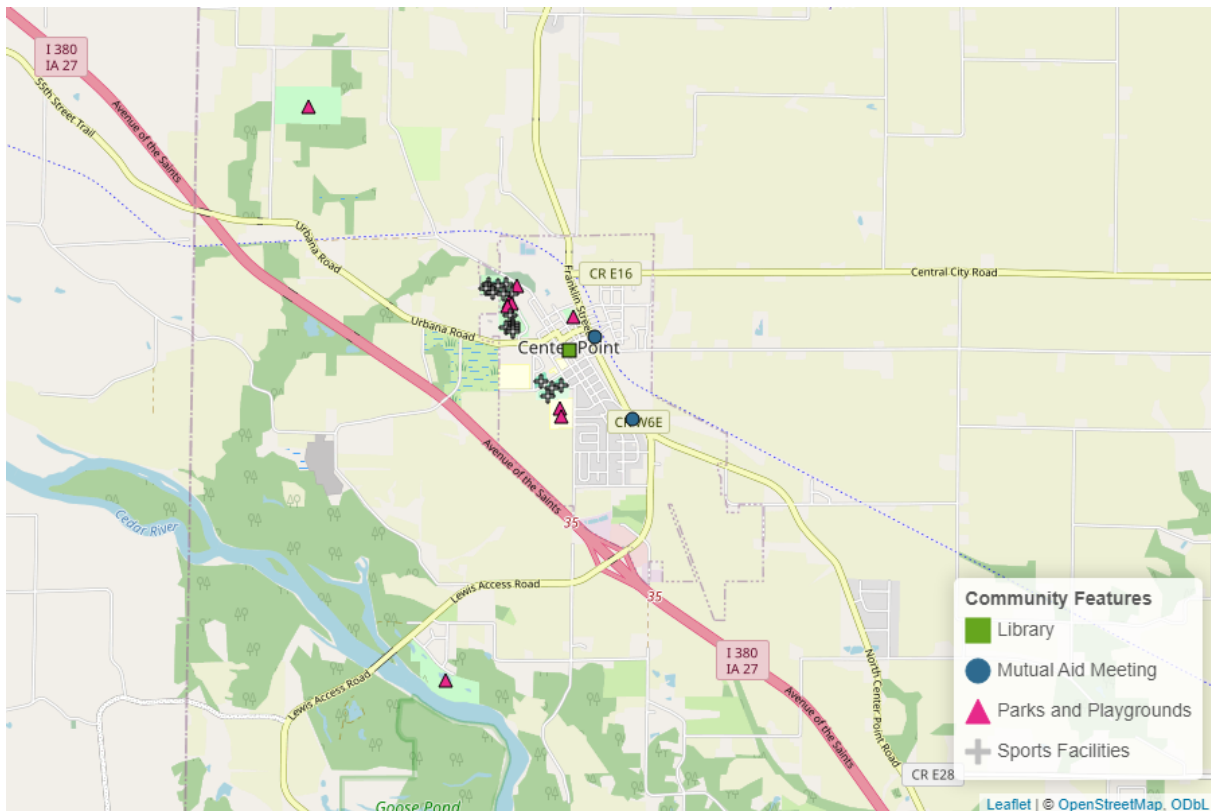 I 380
IA 27
55th Street Trail
Avenue of the Saints
Urbana Road
Franklin Street
CR E16
Central City Road
Urbana Road
Center Point
CR W6E
Avenue of the Saints
Cedar River
35
Lewis Access Road
35
Lewis Access Road
I 380
IA 27
Avenue of the Saints
North Center Point Road
CR E28
Goose Pond
Community Features
Library
Mutual Aid Meeting
Parks and Playgrounds
Sports Facilities
Leaflet | © OpenStreetMap, ODbL